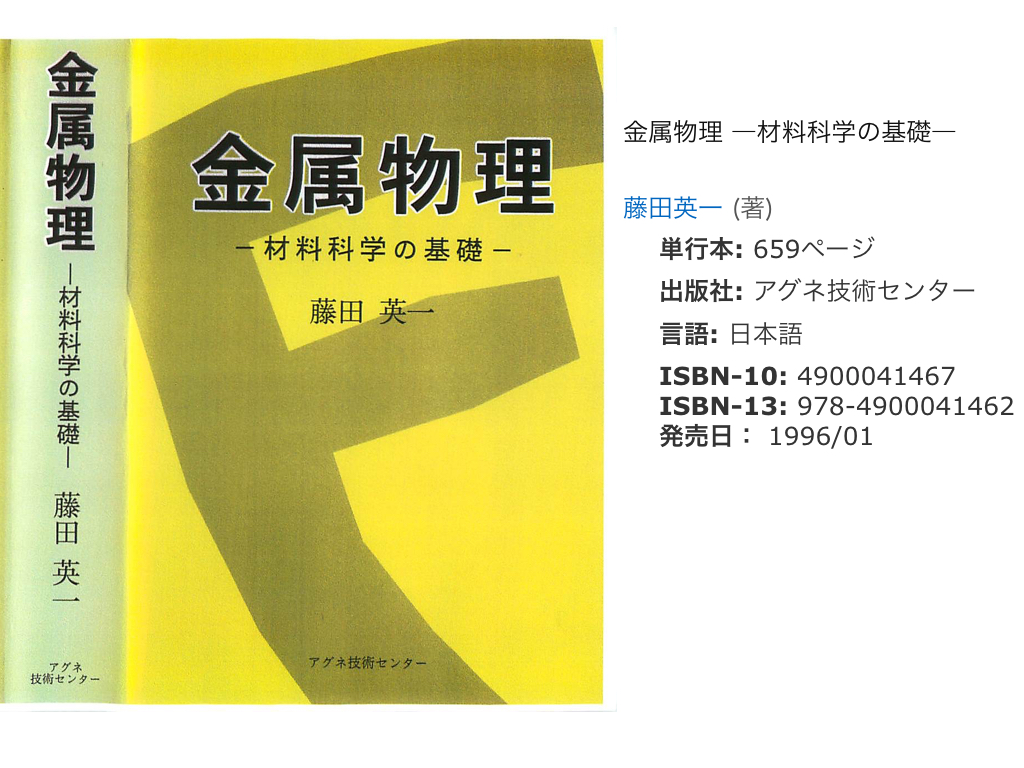 金属物理
―材料科学の基礎―
藤田 英一
アグネ
技術センター
金属物理
－材料科学の基礎－
藤田 英一
アグネ技術センター
金属物理 ―材料科学の基礎―
藤田英一 (著)
単行本: 659ページ
出版社: アグネ技術センター
言語: 日本語
ISBN-10: 4900041467
ISBN-13: 978-4900041462
発売日： 1996/01